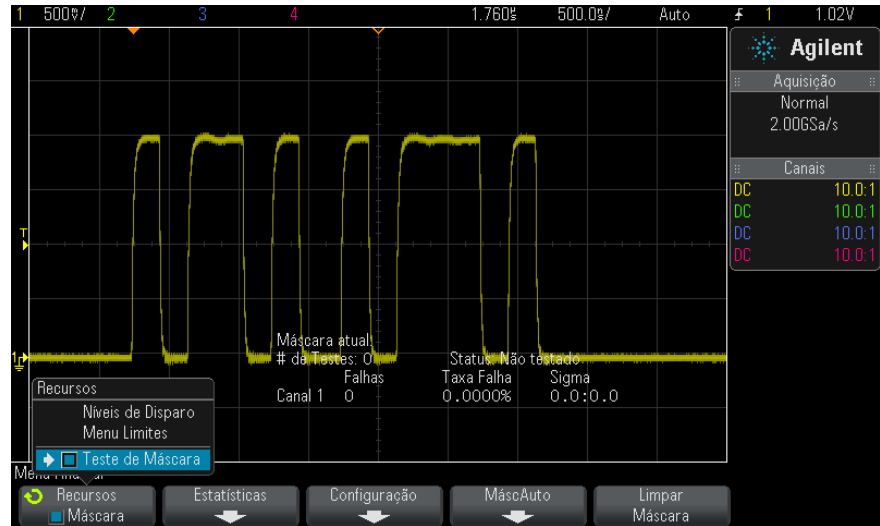 1 500♥/ 2 3 4 1.760s 500.0s/ Auto 1 1.02V
Agilent
Aquisição
Normal
2.00GSa/s
Canais
DC 10.0:1
DC 10.0:1
DC 10.0:1
DC 10.0:1
T
1
Máscara atual:
# de Testes: 0 Status: Não testado
Falhas Taxa Falha Sigma
Canal 1 0 0.0000% 0.0:0.0
Recursos
Níveis de Disparo
Menu Limites
Teste de Máscara
Recursos Estatísticas Configuração MáscAuto Limpar
Máscara Máscara